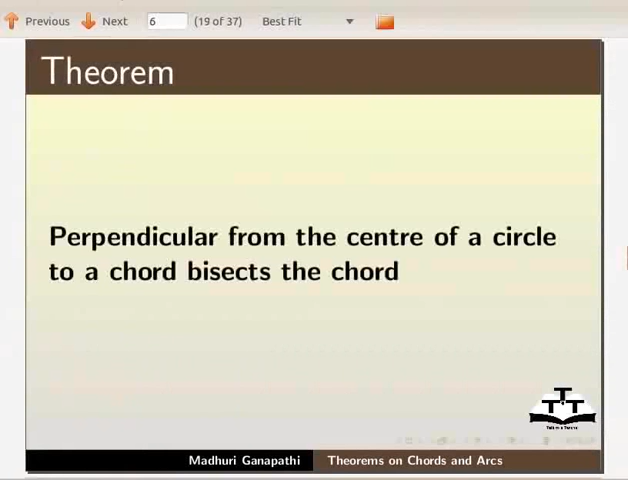 Previous Next 6 (19 of 37) Best Fit
Theorem
Perpendicular from the centre of a circle
to a chord bisects the chord
Madhuri Ganapathi Theorems on Chords and Arcs